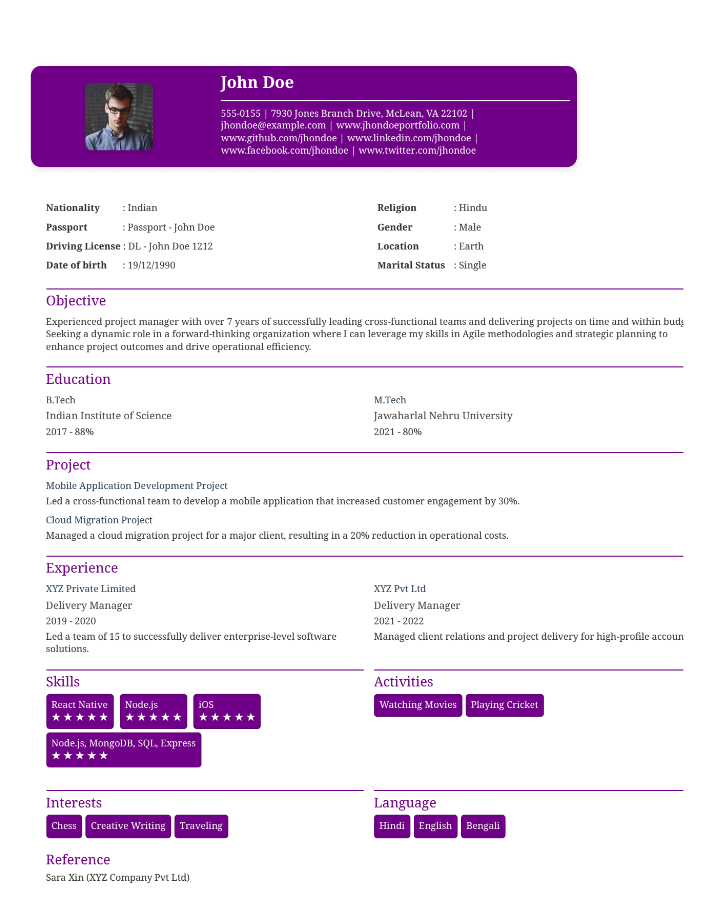 John Doe
555-0155 | 7930 Jones Branch Drive, McLean, VA 22102 |
jhondoe@example.com | www.jhondoeportfolio.com |
www.github.com/jhondoe | www.linkedin.com/jhondoe |
www.facebook.com/jhondoe | www.twitter.com/jhondoe
Nationality : Indian
Passport : Passport - John Doe
Driving License : DL - John Doe 1212
Date of birth : 19/12/1990
Religion : Hindu
Gender : Male
Location : Earth
Marital Status : Single
Objective
Experienced project manager with over 7 years of successfully leading cross-functional teams and delivering projects on time and within budg
Seeking a dynamic role in a forward-thinking organization where I can leverage my skills in Agile methodologies and strategic planning to
enhance project outcomes and drive operational efficiency.
Education
B.Tech
Indian Institute of Science
2017 - 88%
M.Tech
Jawaharlal Nehru University
2021 - 80%
Project
Mobile Application Development Project
Led a cross-functional team to develop a mobile application that increased customer engagement by 30%.
Cloud Migration Project
Managed a cloud migration project for a major client, resulting in a 20% reduction in operational costs.
Experience
XYZ Private Limited
Delivery Manager
2019 - 2020
Led a team of 15 to successfully deliver enterprise-level software
solutions.
XYZ Pvt Ltd
Delivery Manager
2021 - 2022
Managed client relations and project delivery for high-profile accoun
Skills
React Native
★★★★★
Node.js
★★★★★
iOS
★★★★★
Node.js, MongoDB, SQL, Express
★★★★★
Activities
Watching Movies
Playing Cricket
Interests
Chess
Creative Writing
Traveling
Language
Hindi
English
Bengali
Reference
Sara Xin (XYZ Company Pvt Ltd)